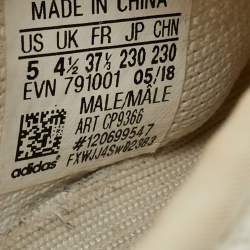 MADE IN CHINA
US UK FR JP CHN
5 4½ 37⅓ 230 230
EVN 791001 05/18
MALE/MÂLE
ART CP9366
#120699547
FXWJJ4SW82383
adidas